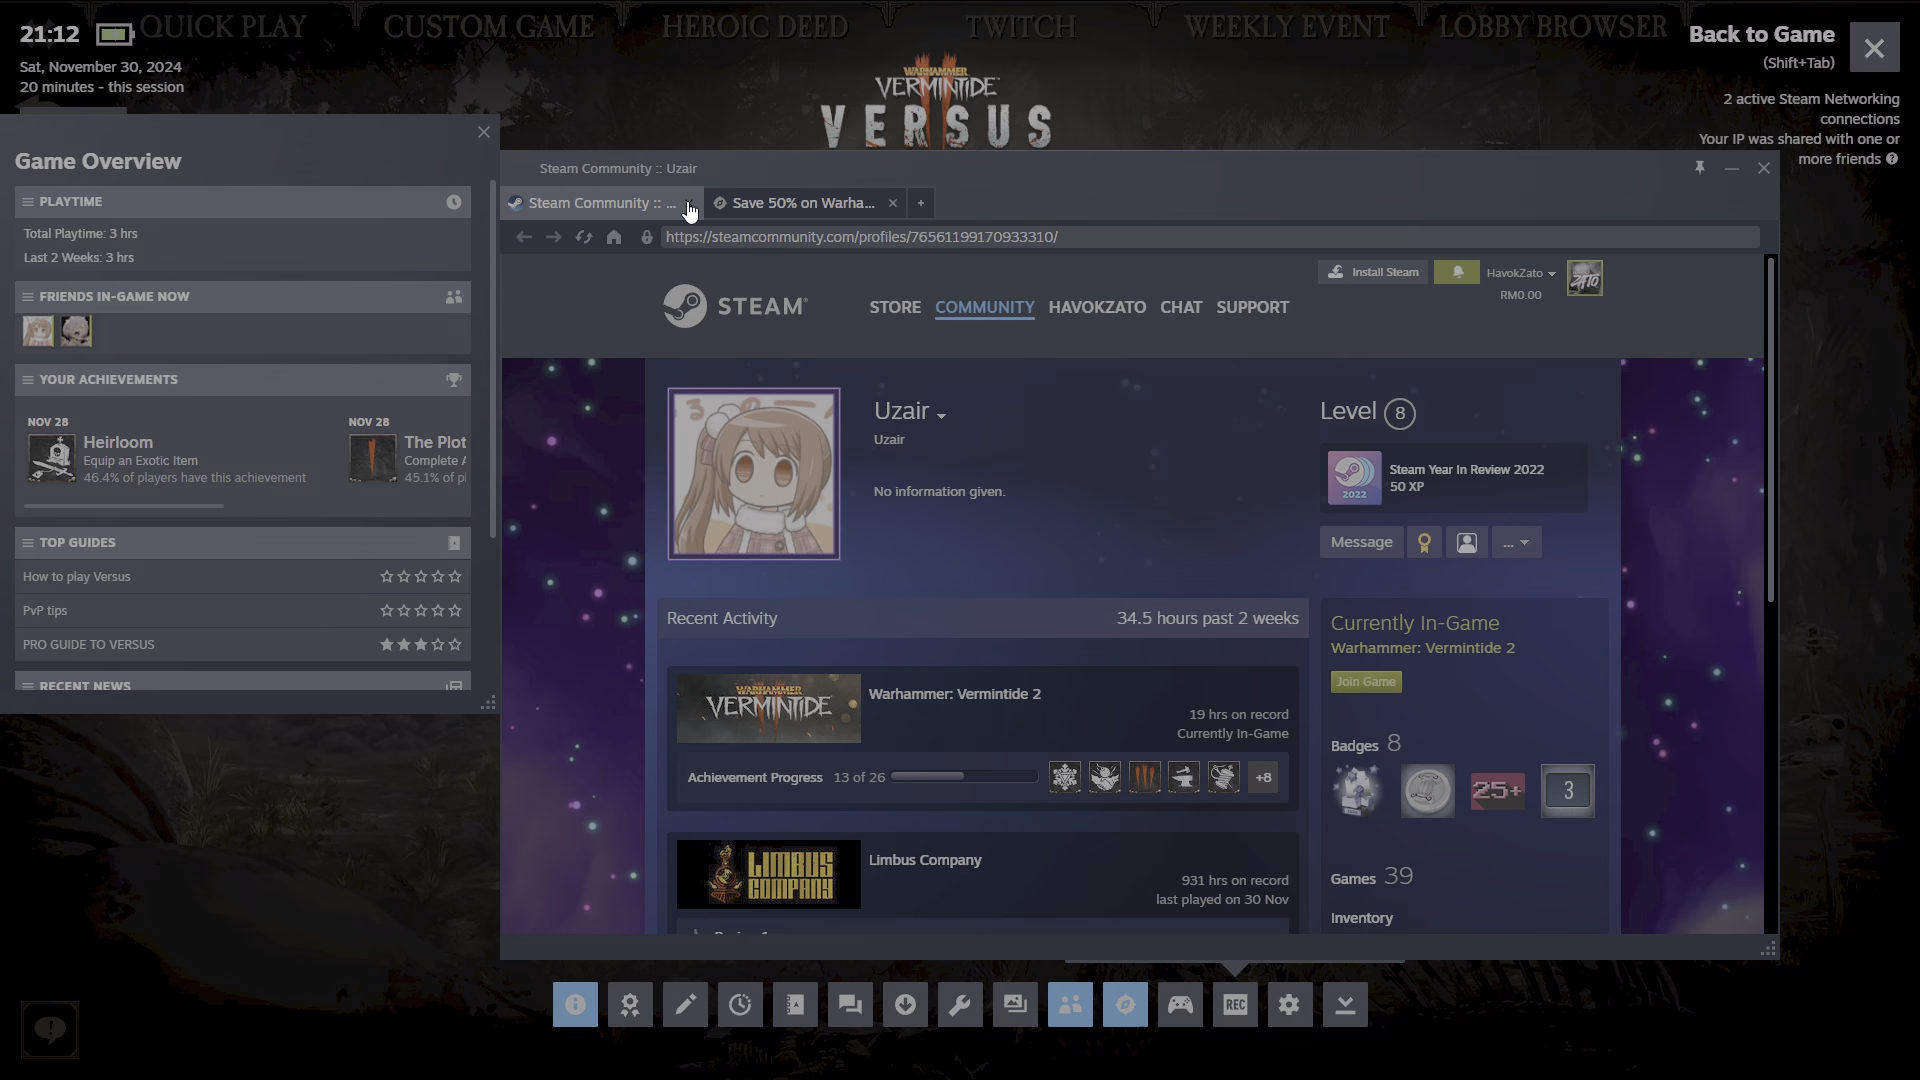 QUICK PLAY
CUSTOM GAME
HEROIC DEED
TWITCH
WEEKLY EVENT
LOBBY BROWSER
21:12
Sat, November 30, 2024
20 minutes - this session
WARHAMMER
VERMINTIDE
VERSUS
Back to Game
(Shift+Tab)
2 active Steam Networking
connections
Your IP was shared with one or
more friends
Game Overview
PLAYTIME
Total Playtime: 3 hrs
Last 2 Weeks: 3 hrs
FRIENDS IN-GAME NOW
YOUR ACHIEVEMENTS
NOV 28
Heirloom
Equip an Exotic Item
46.4% of players have this achievement
NOV 28
The Plot
Complete A
45.1% of pl
TOP GUIDES
How to play Versus
PvP tips
PRO GUIDE TO VERSUS
RECENT NEWS
Steam Community :: Uzair
Steam Community :: ...
Save 50% on Warha...
https://steamcommunity.com/profiles/76561199170933310/
Install Steam
HavokZato
RM0.00
ZATO
STEAM®
STORE
COMMUNITY
HAVOKZATO
CHAT
SUPPORT
Uzair
Uzair
No information given.
Level 8
2022
Steam Year In Review 2022
50 XP
Message
...
Recent Activity
34.5 hours past 2 weeks
WARHAMMER
VERMINTIDE
Warhammer: Vermintide 2
19 hrs on record
Currently In-Game
Achievement Progress 13 of 26
+8
LIMBUS
COMPANY
Limbus Company
931 hrs on record
last played on 30 Nov
Currently In-Game
Warhammer: Vermintide 2
Join Game
Badges 8
25+
3
Games 39
Inventory
REC